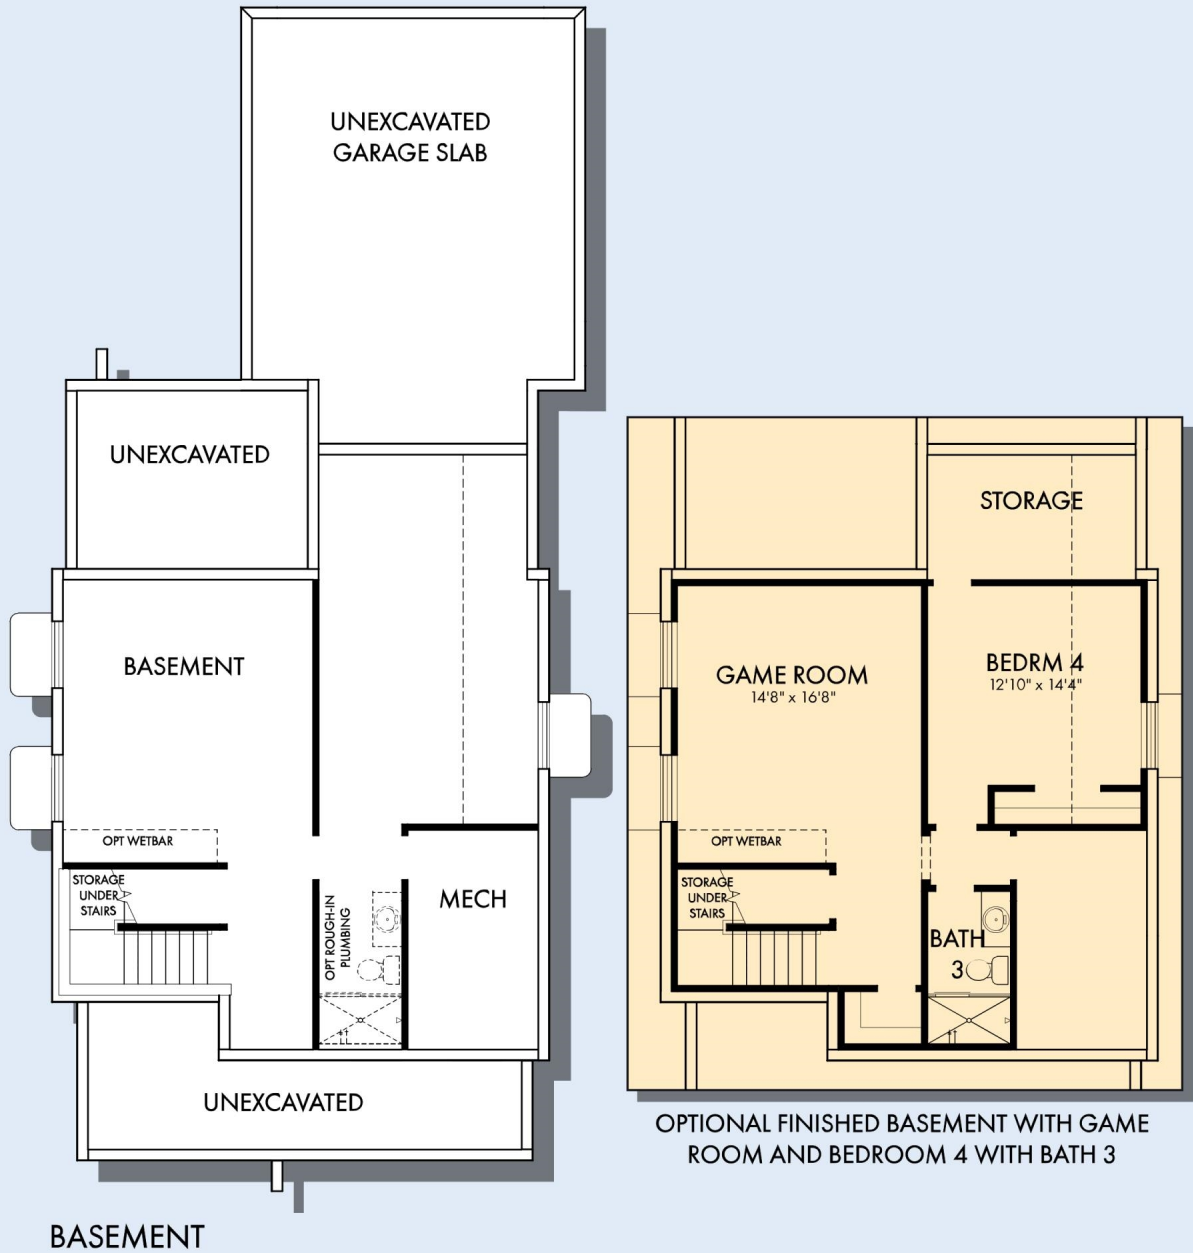 UNEXCAVATED
GARAGE SLAB
UNEXCAVATED
BASEMENT
OPT WETBAR
STORAGE
UNDER
STAIRS
OPT ROUGH-IN
PLUMBING
MECH
UNEXCAVATED
BASEMENT
STORAGE
GAME ROOM
14'8" x 16'8"
BEDRM 4
12'10" x 14'4"
OPT WETBAR
STORAGE
UNDER
STAIRS
BATH
3
OPTIONAL FINISHED BASEMENT WITH GAME
ROOM AND BEDROOM 4 WITH BATH 3